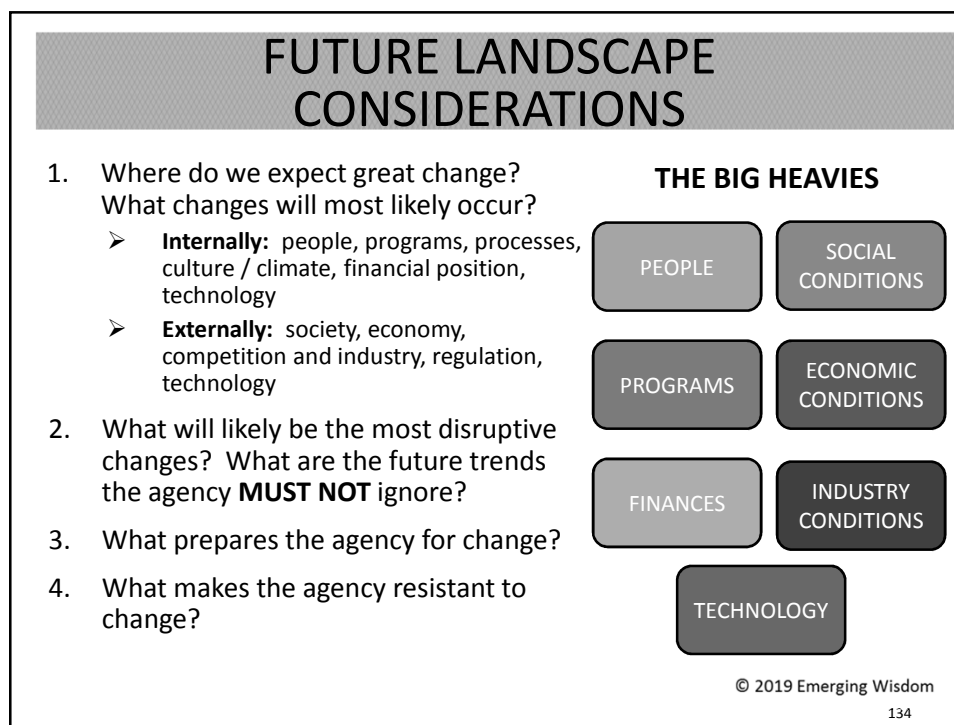 FUTURE LANDSCAPE
CONSIDERATIONS
1. Where do we expect great change?
What changes will most likely occur?
➢ Internally: people, programs, processes,
culture / climate, financial position,
technology
➢ Externally: society, economy,
competition and industry, regulation,
technology
2. What will likely be the most disruptive
changes? What are the future trends
the agency MUST NOT ignore?
3. What prepares the agency for change?
4. What makes the agency resistant to
change?
THE BIG HEAVIES
PEOPLE
SOCIAL
CONDITIONS
PROGRAMS
ECONOMIC
CONDITIONS
FINANCES
INDUSTRY
CONDITIONS
TECHNOLOGY
© 2019 Emerging Wisdom
134